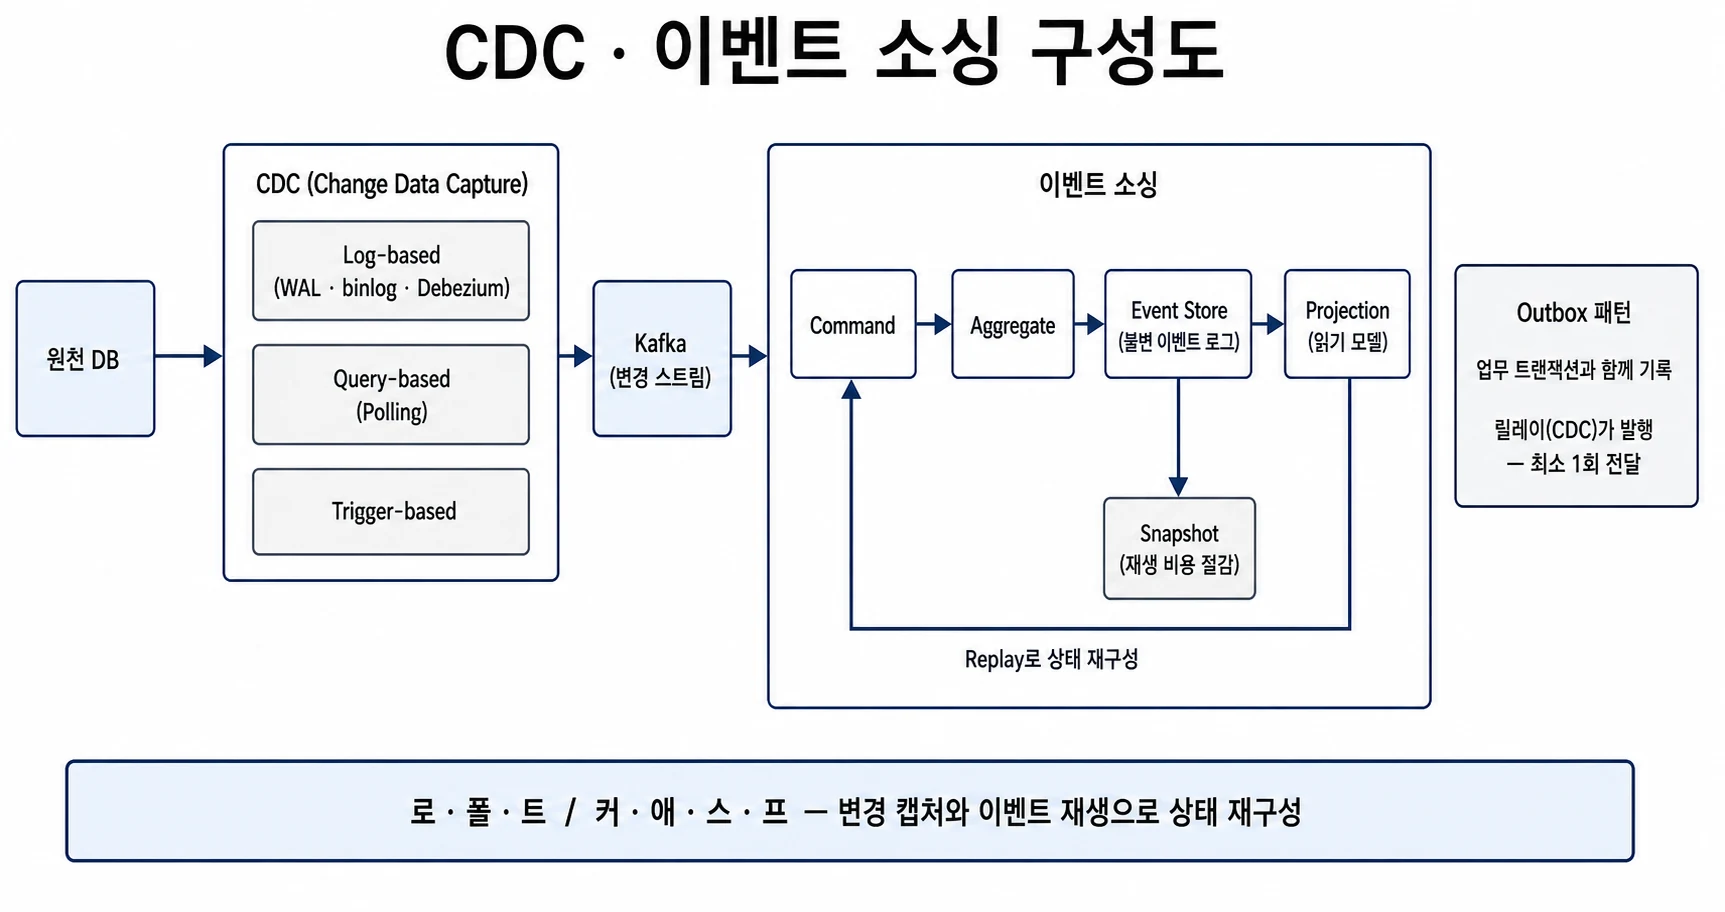 CDC · 이벤트 소싱 구성도
원천 DB
CDC (Change Data Capture)
Log-based
(WAL · binlog · Debezium)
Query-based
(Polling)
Trigger-based
Kafka
(변경 스트림)
이벤트 소싱
Command
Aggregate
Event Store
(불변 이벤트 로그)
Projection
(읽기 모델)
Snapshot
(재생 비용 절감)
Replay로 상태 재구성
Outbox 패턴
업무 트랜잭션과 함께 기록
릴레이(CDC)가 발행
— 최소 1회 전달
로 · 폴 · 트 / 커 · 애 · 스 · 프 — 변경 캡처와 이벤트 재생으로 상태 재구성